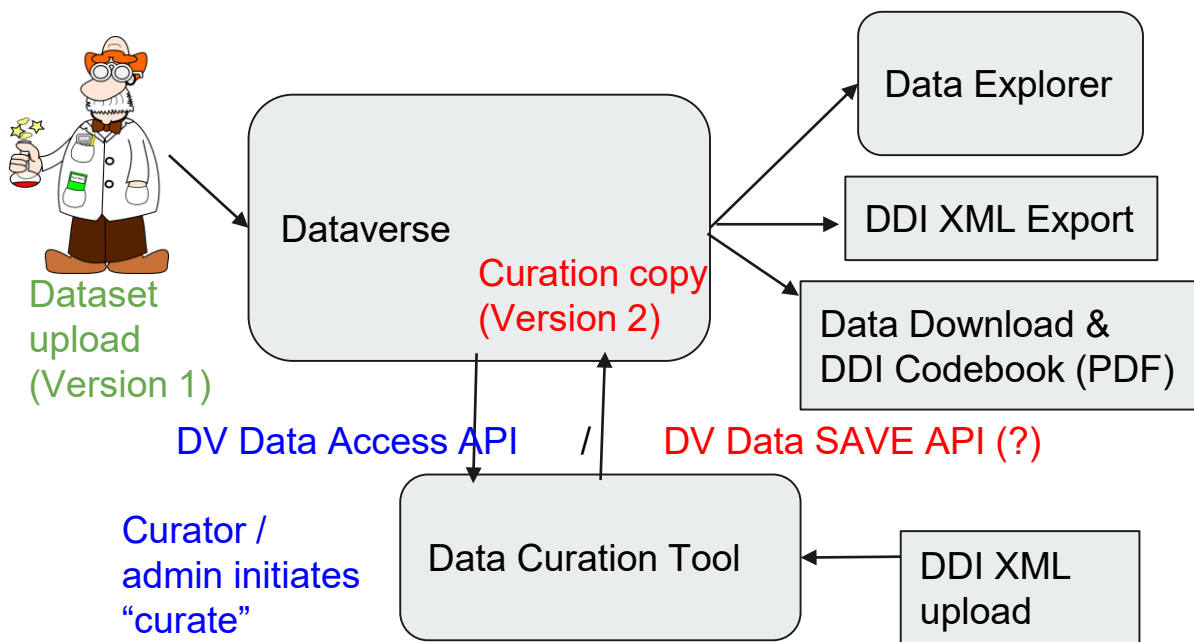 Data Explorer
Dataverse
DDI XML Export
Curation copy
(Version 2)
Dataset
upload
(Version 1)
Data Download &
DDI Codebook (PDF)
DV Data Access API / DV Data SAVE API (?)
Curator /
admin initiates
“curate”
Data Curation Tool
DDI XML
upload